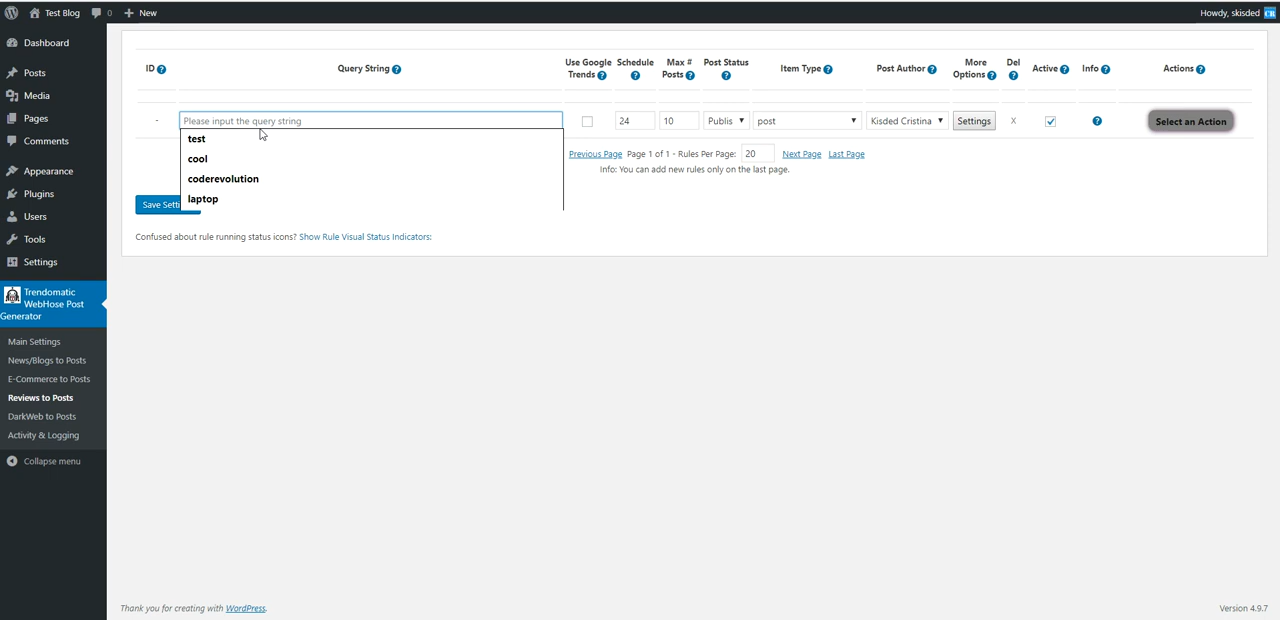 Test Blog 0 + New
Howdy, skisded CR
Dashboard
Posts
Media
Pages
Comments
Appearance
Plugins
Users
Tools
Settings
Trendomatic
WebHose Post
Generator
Main Settings
News/Blogs to Posts
E-Commerce to Posts
Reviews to Posts
DarkWeb to Posts
Activity & Logging
Collapse menu
ID ?
Query String ?
Use Google
Trends ?
Schedule
?
Max #
Posts ?
Post Status
?
Item Type ?
Post Author ?
More
Options ?
Del
?
Active ?
Info ?
Actions ?
- Please input the query string 24 10 Publis ▼ post ▼ Kisded Cristina ▼ Settings X ? Select an Action
test
cool
coderevolution
laptop
Previous Page Page 1 of 1 - Rules Per Page: 20 Next Page Last Page
Info: You can add new rules only on the last page.
Save Setti
Confused about rule running status icons? Show Rule Visual Status Indicators:
Thank you for creating with WordPress.
Version 4.9.7